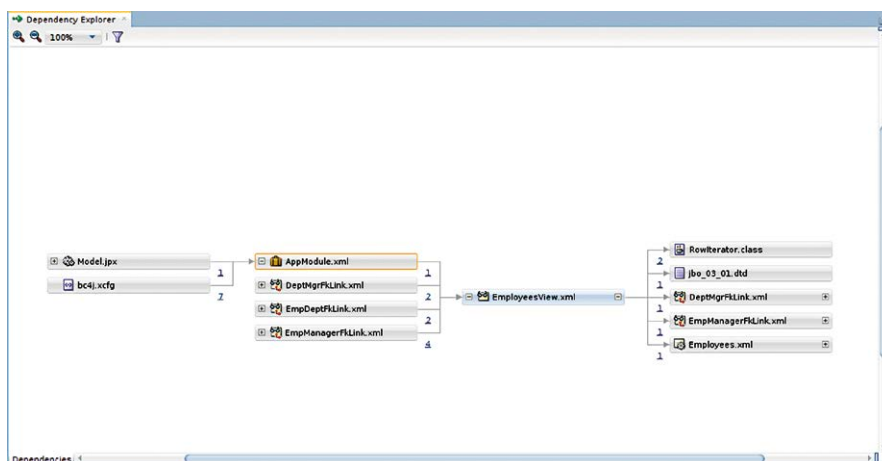 Dependency Explorer
100%
Model.jpx
1
bc4j.xcfg
7
AppModule.xml
1
DeptMgrFkLink.xml
2
EmpDeptFkLink.xml
2
EmpManagerFkLink.xml
4
EmployeesView.xml
RowIterator.class
2
jbo_03_01.dtd
1
DeptMgrFkLink.xml
1
EmpManagerFkLink.xml
1
Employees.xml
1
Dependencies